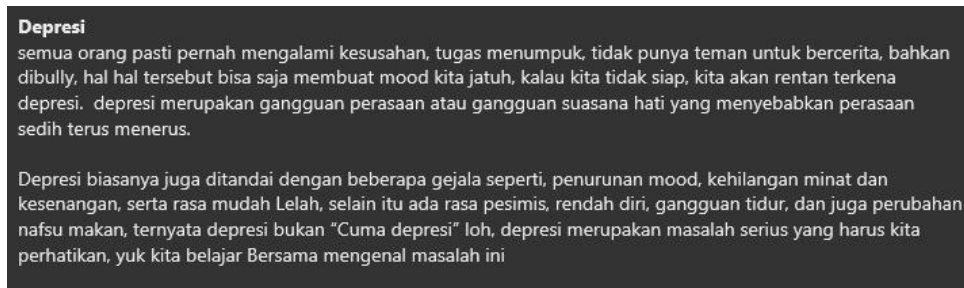 Depresi
semua orang pasti pernah mengalami kesusahan, tugas menumpuk, tidak punya teman untuk bercerita, bahkan
dibully, hal hal tersebut bisa saja membuat mood kita jatuh, kalau kita tidak siap, kita akan rentan terkena
depresi.  depresi merupakan gangguan perasaan atau gangguan suasana hati yang menyebabkan perasaan
sedih terus menerus.

Depresi biasanya juga ditandai dengan beberapa gejala seperti, penurunan mood, kehilangan minat dan
kesenangan, serta rasa mudah Lelah, selain itu ada rasa pesimis, rendah diri, gangguan tidur, dan juga perubahan
nafsu makan, ternyata depresi bukan “Cuma depresi” loh, depresi merupakan masalah serius yang harus kita
perhatikan, yuk kita belajar Bersama mengenal masalah ini